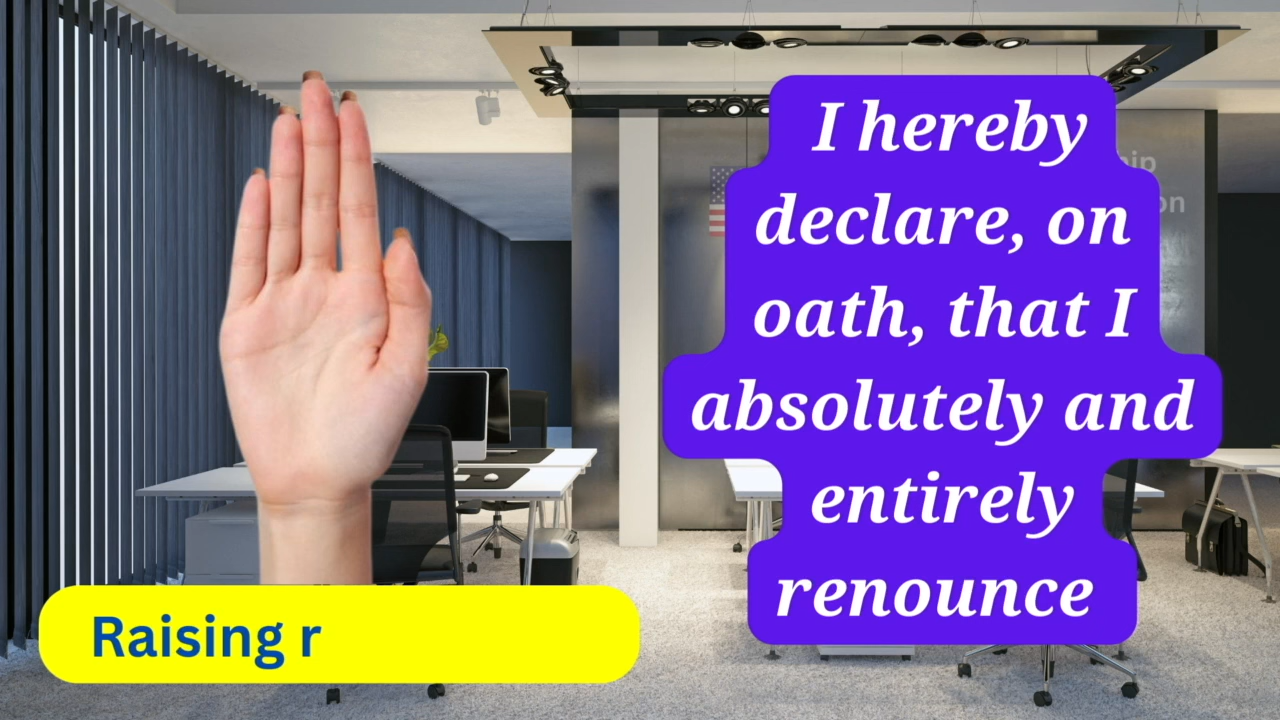 I hereby
declare, on
oath, that I
absolutely and
entirely
renounce
Raising r